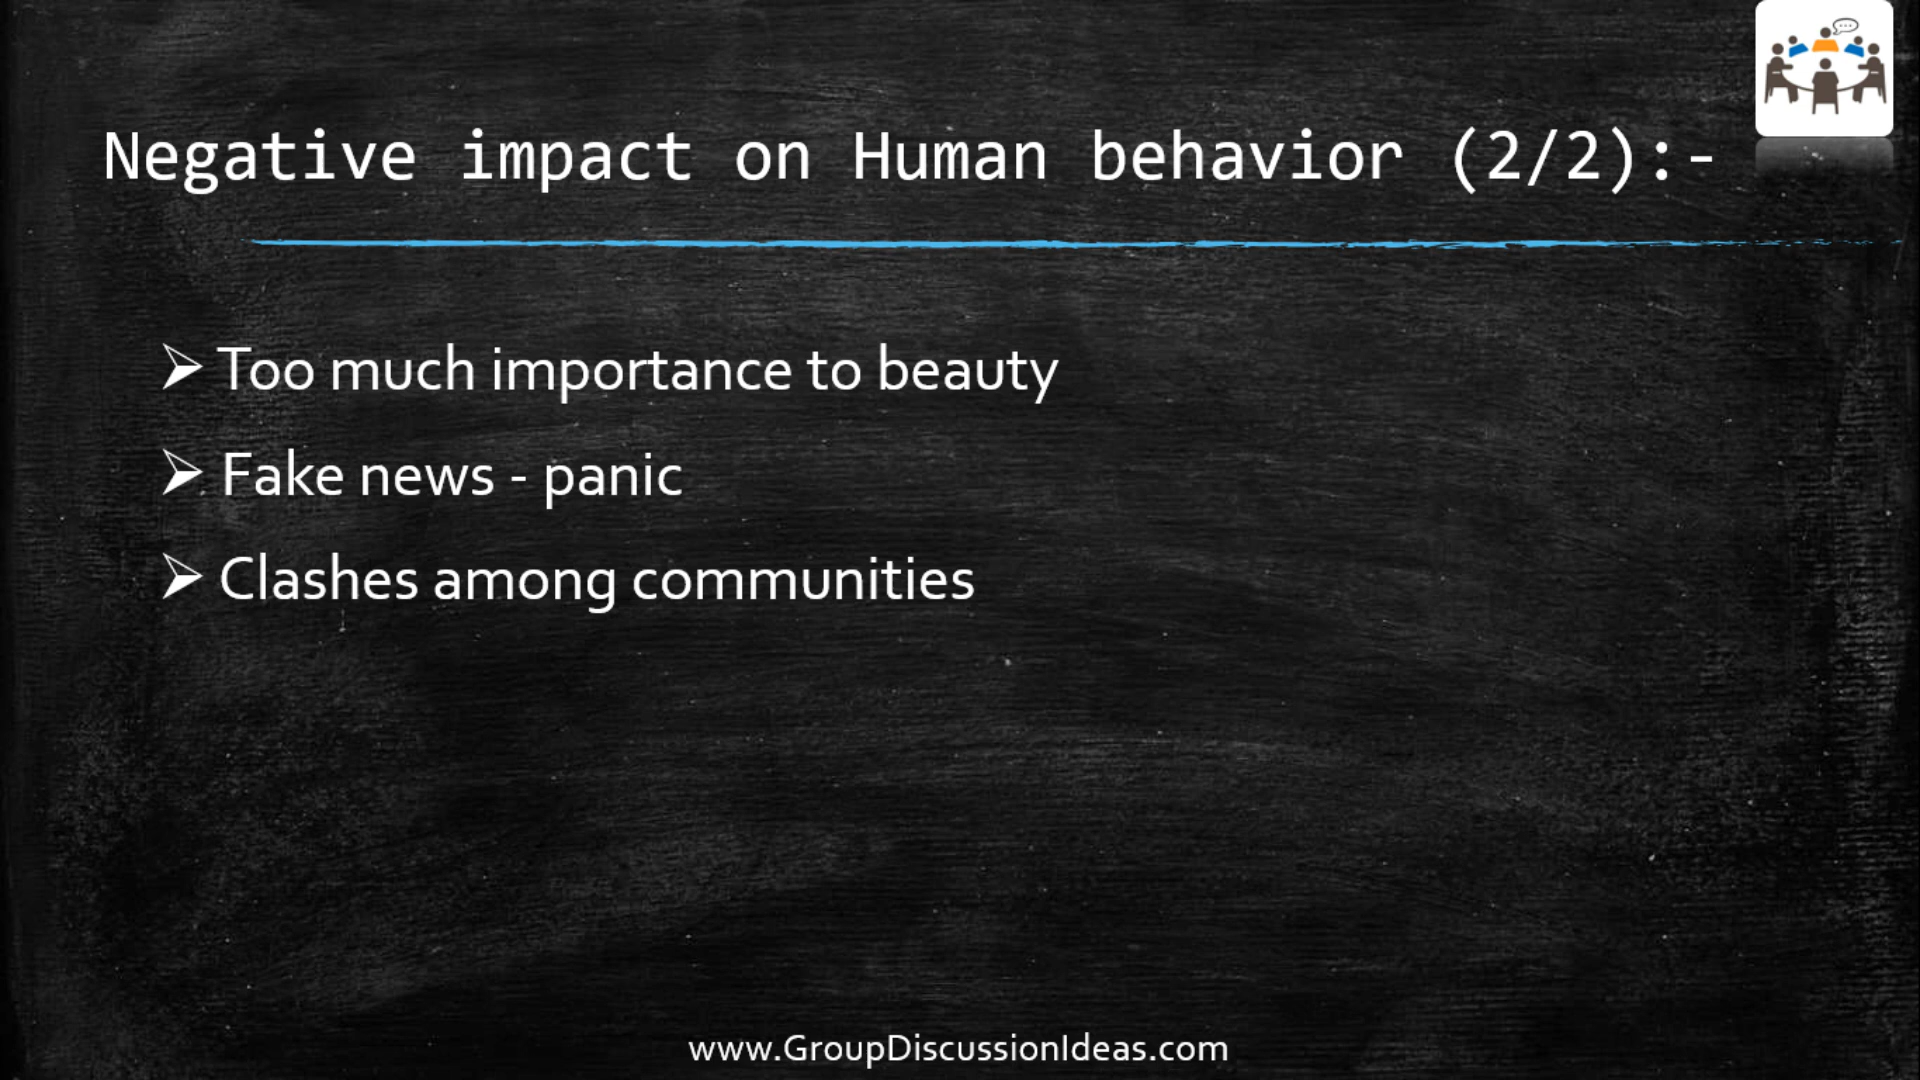 Negative impact on Human behavior (2/2):-
➢ Too much importance to beauty
➢ Fake news - panic
➢ Clashes among communities
www.GroupDiscussionIdeas.com